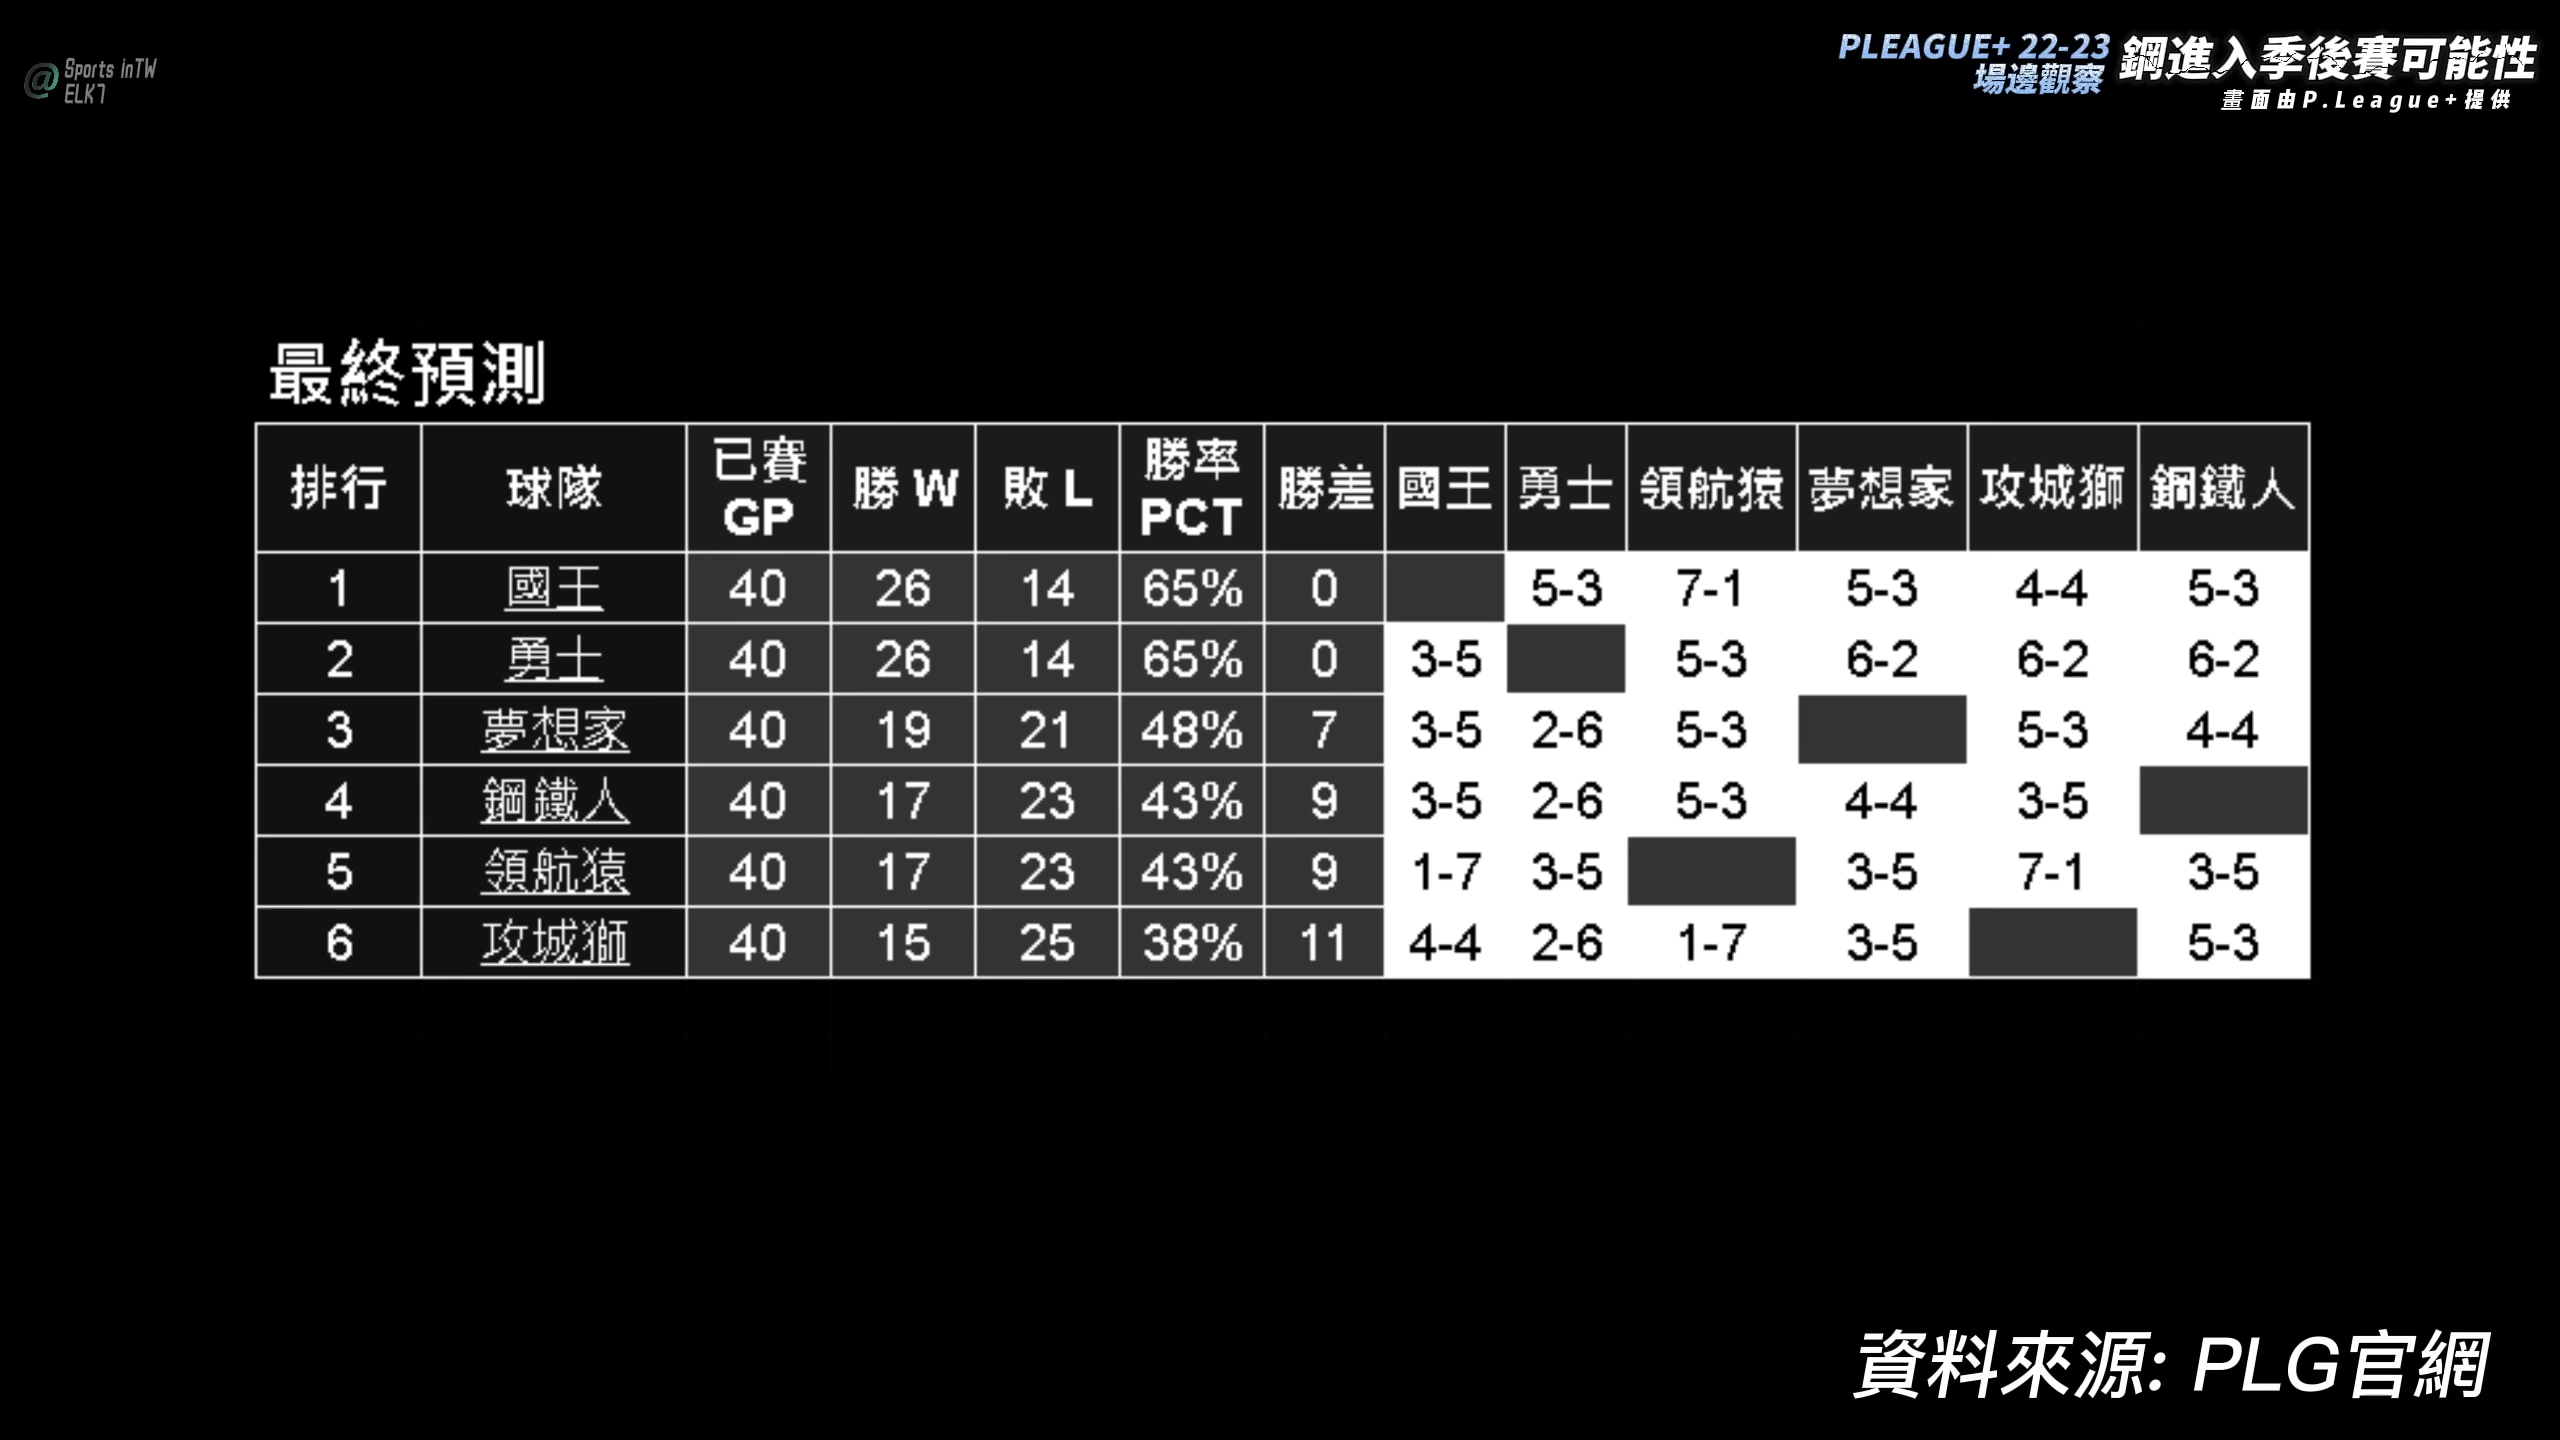 @ Sports inTW
ELK7
PLEAGUE+ 22-23
場邊觀察
鋼進入季後賽可能性
畫面由P.League+提供
最終預測
排行 球隊 已賽 GP 勝 W 敗 L 勝率 PCT 勝差 國王 勇士 領航猿 夢想家 攻城獅 鋼鐵人
1 國王 40 26 14 65% 0 5-3 7-1 5-3 4-4 5-3
2 勇士 40 26 14 65% 0 3-5 5-3 6-2 6-2 6-2
3 夢想家 40 19 21 48% 7 3-5 2-6 5-3 5-3 4-4
4 鋼鐵人 40 17 23 43% 9 3-5 2-6 5-3 4-4 3-5
5 領航猿 40 17 23 43% 9 1-7 3-5 3-5 7-1 3-5
6 攻城獅 40 15 25 38% 11 4-4 2-6 1-7 3-5 5-3
資料來源: PLG官網